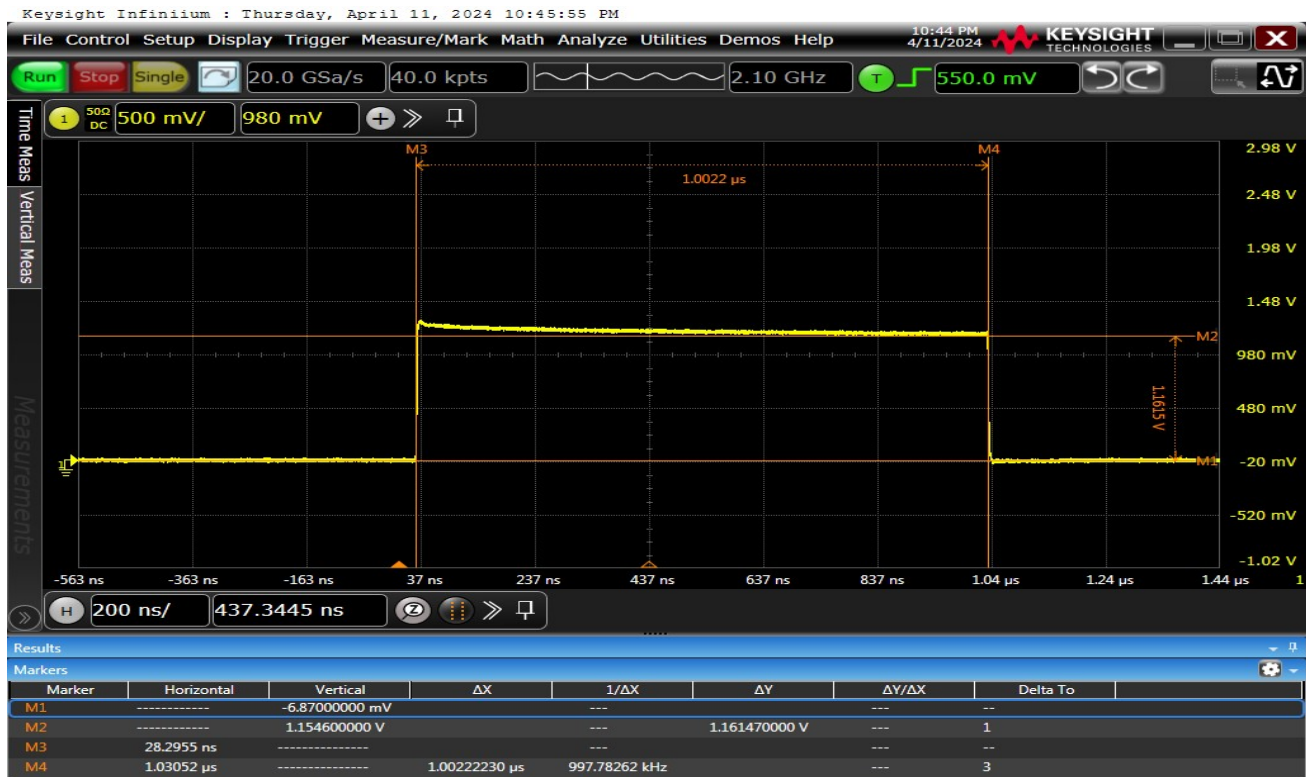 Keysight Infiniium : Thursday, April 11, 2024 10:45:55 PM
File Control Setup Display Trigger Measure/Mark Math Analyze Utilities Demos Help
10:44 PM
4/11/2024
KEYSIGHT
TECHNOLOGIES
Run Stop Single 20.0 GSa/s 40.0 kpts 2.10 GHz T 550.0 mV
Time Meas
Vertical Meas
Measurements
1 50Ω DC 500 mV/ 980 mV
M3 M4
1.0022 µs
2.98 V
2.48 V
1.98 V
1.48 V
M2
980 mV
1.1615 V
480 mV
1 M1 -20 mV
-520 mV
-1.02 V
-563 ns -363 ns -163 ns 37 ns 237 ns 437 ns 637 ns 837 ns 1.04 µs 1.24 µs 1.44 µs 1
H 200 ns/ 437.3445 ns Z
Results
Markers
Marker Horizontal Vertical ΔX 1/ΔX ΔY ΔY/ΔX Delta To
M1 ------------ -6.87000000 mV --- --- --
M2 ------------ 1.154600000 V --- 1.161470000 V --- 1
M3 28.2955 ns --------------- --- --- --
M4 1.03052 µs --------------- 1.00222230 µs 997.78262 kHz --- 3